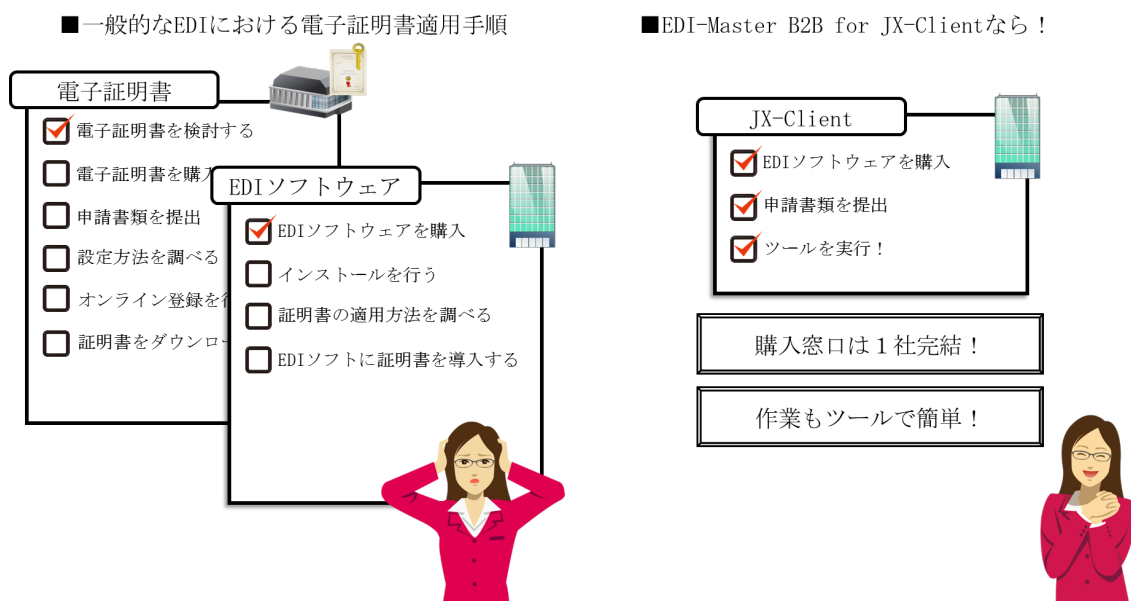 ■一般的なEDIにおける電子証明書適用手順
電子証明書
電子証明書を検討する
電子証明書を購入
申請書類を提出
設定方法を調べる
オンライン登録を
証明書をダウンロー
EDIソフトウェア
EDIソフトウェアを購入
インストールを行う
証明書の適用方法を調べる
EDIソフトに証明書を導入する
■EDI-Master B2B for JX-Clientなら！
JX-Client
EDIソフトウェアを購入
申請書類を提出
ツールを実行！
購入窓口は１社完結！
作業もツールで簡単！